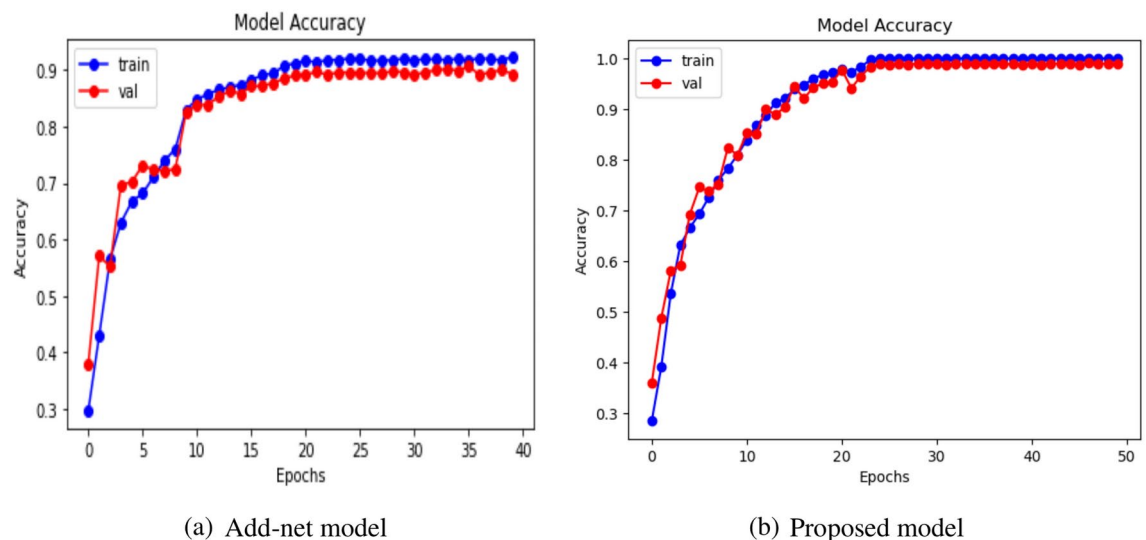 Model Accuracy
train
val
0.9
0.8
0.7
0.6
0.5
0.4
0.3
Accuracy
0 5 10 15 20 25 30 35 40
Epochs
(a) Add-net model
Model Accuracy
train
val
1.0
0.9
0.8
0.7
0.6
0.5
0.4
0.3
Accuracy
0 10 20 30 40 50
Epochs
(b) Proposed model